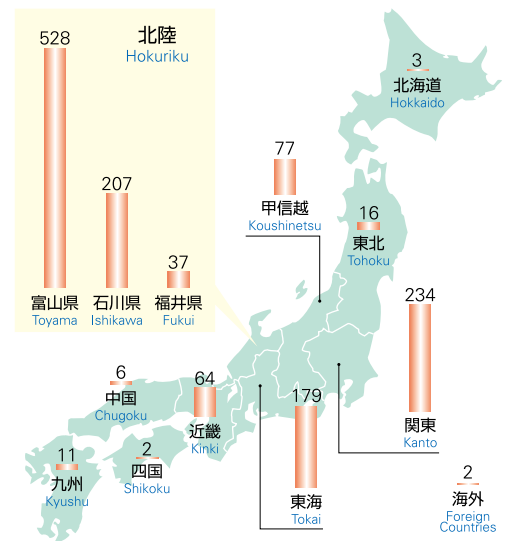 北陸
Hokuriku
528
富山県
Toyama
207
石川県
Ishikawa
37
福井県
Fukui
3
北海道
Hokkaido
77
甲信越
Koushinetsu
16
東北
Tohoku
234
関東
Kanto
6
中国
Chugoku
64
近畿
Kinki
179
東海
Tokai
11
九州
Kyushu
2
四国
Shikoku
2
海外
Foreign
Countries